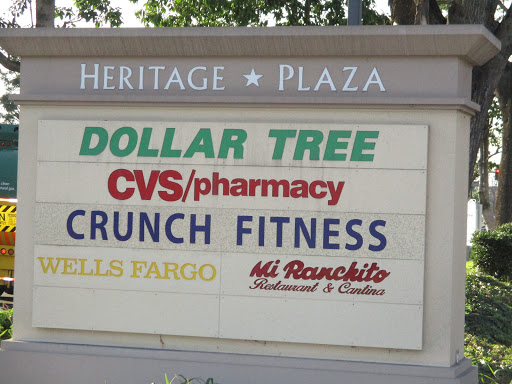 HERITAGE ★ PLAZA
DOLLAR TREE
CVS/pharmacy
CRUNCH FITNESS
WELLS FARGO
Mi Ranchito
Restaurant & Cantina